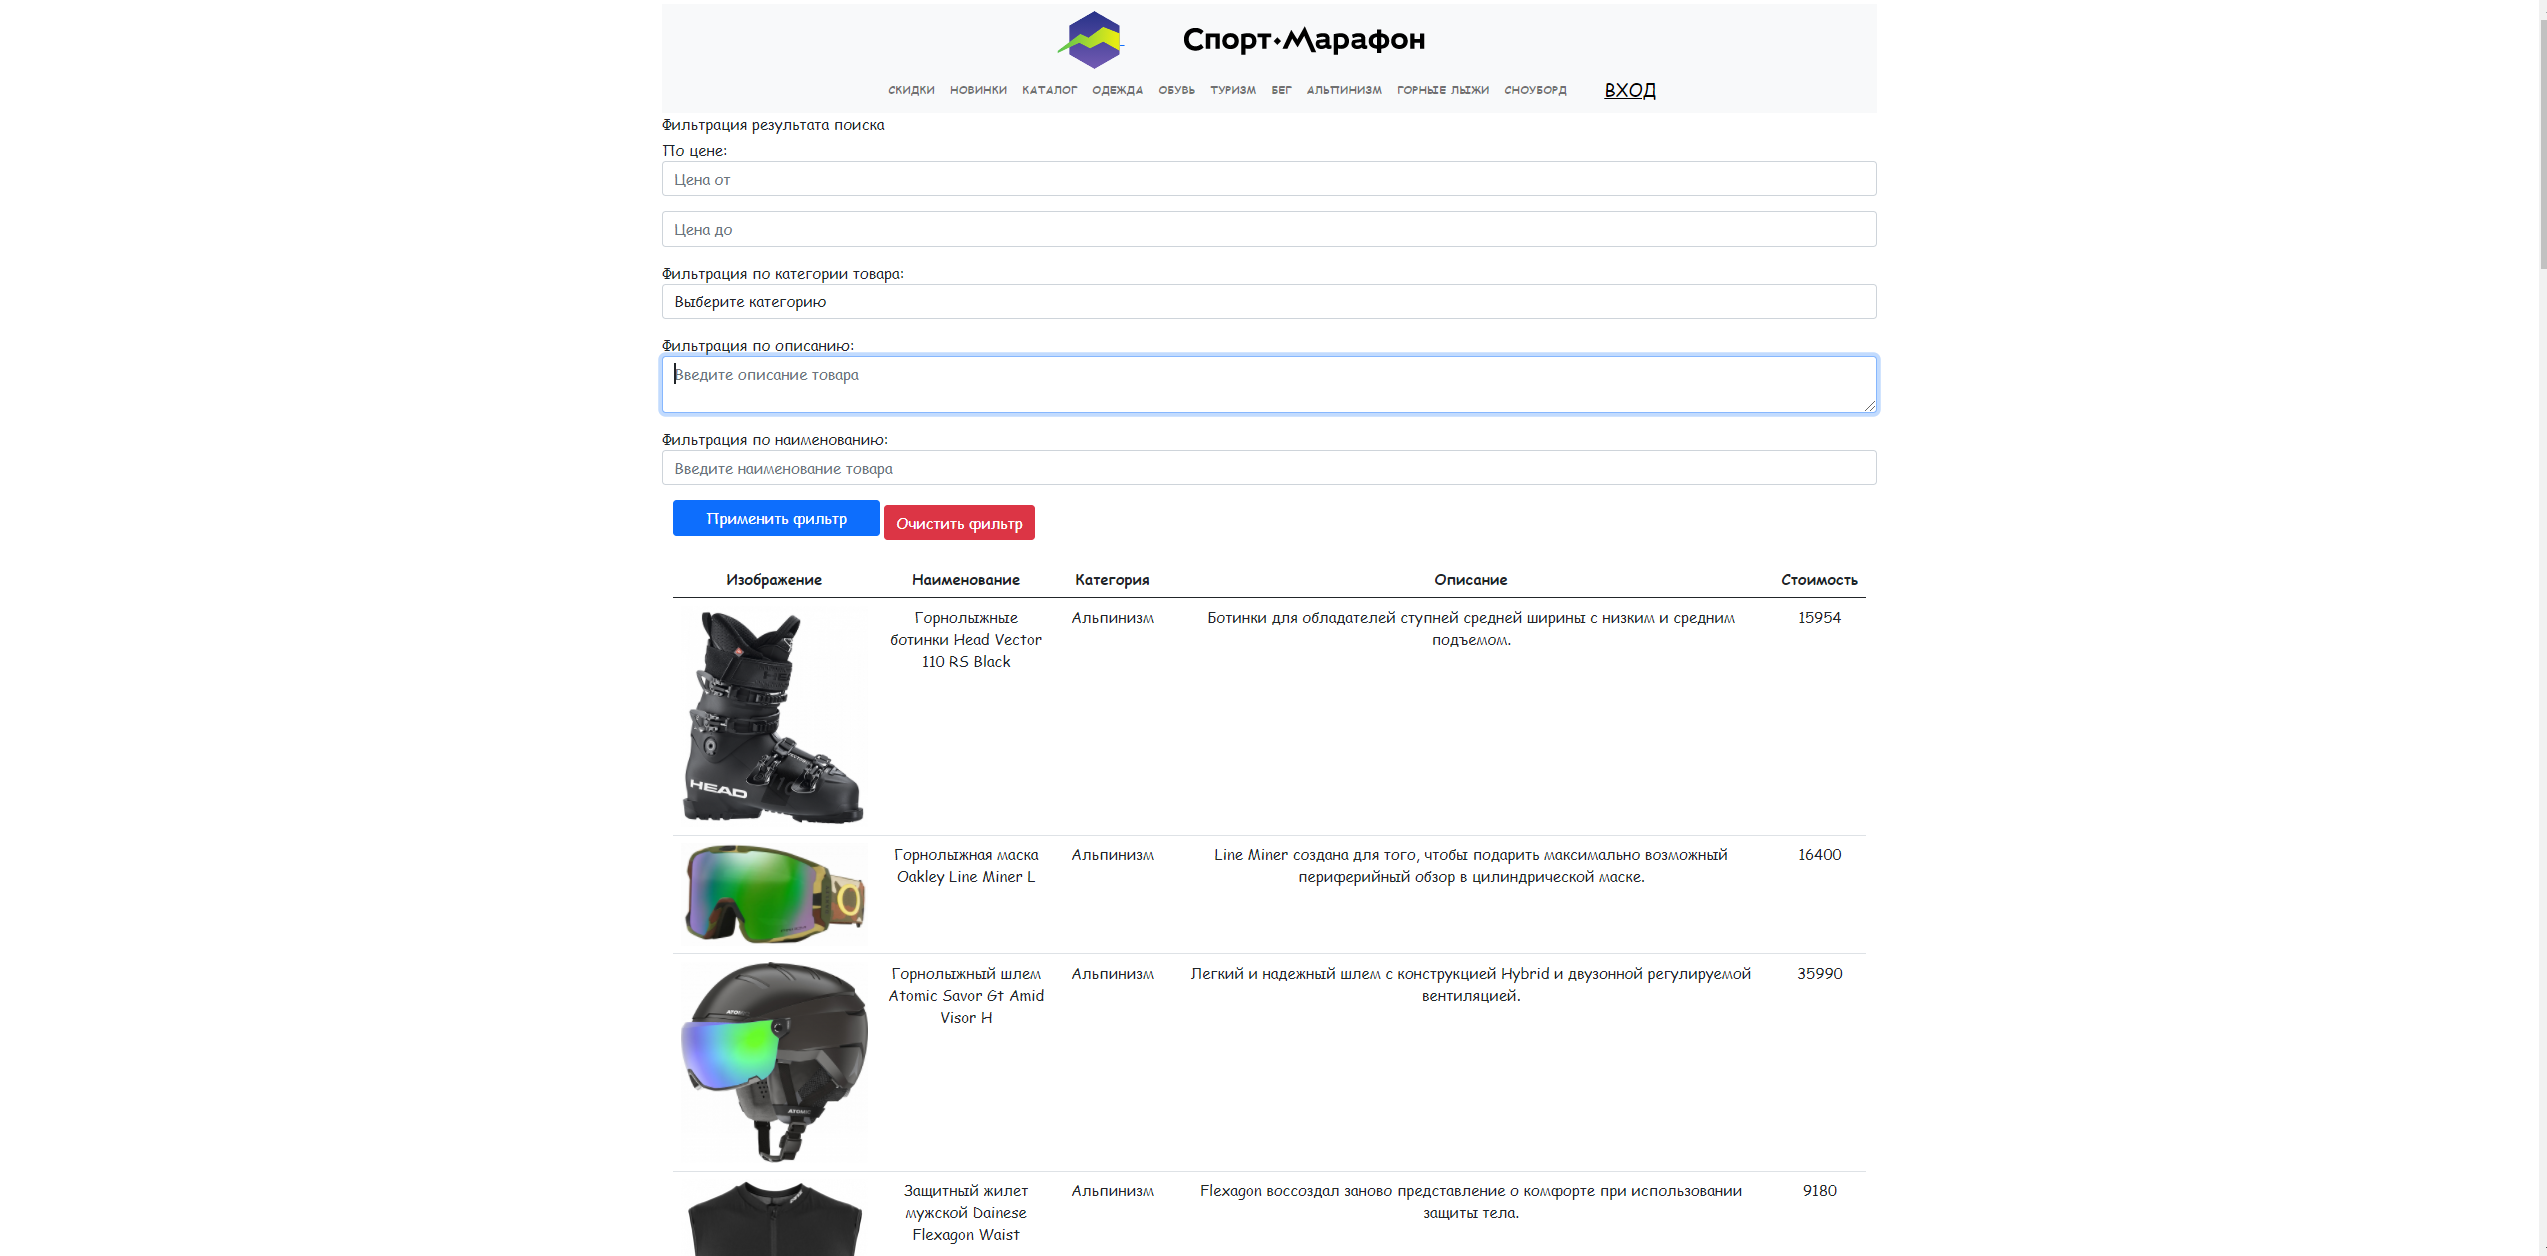 Спорт·Марафон
СКИДКИ НОВИНКИ КАТАЛОГ ОДЕЖДА ОБУВЬ ТУРИЗМ БЕГ АЛЬПИНИЗМ ГОРНЫЕ ЛЫЖИ СНОУБОРД ВХОД
Фильтрация результата поиска
По цене:
Цена от
Цена до
Фильтрация по категории товара:
Выберите категорию
Фильтрация по описанию:
Введите описание товара
Фильтрация по наименованию:
Введите наименование товара
Применить фильтр Очистить фильтр
Изображение Наименование Категория Описание Стоимость
Горнолыжные Альпинизм Ботинки для обладателей ступней средней ширины с низким и средним 15954
ботинки Head Vector подъемом.
110 RS Black
HEAD
Горнолыжная маска Альпинизм Line Miner создана для того, чтобы подарить максимально возможный 16400
Oakley Line Miner L периферийный обзор в цилиндрической маске.
Горнолыжный шлем Альпинизм Легкий и надежный шлем с конструкцией Hybrid и двузонной регулируемой 35990
Atomic Savor Gt Amid вентиляцией.
Visor H
ATOMIC
Защитный жилет Альпинизм Flexagon воссоздал заново представление о комфорте при использовании 9180
мужской Dainese защиты тела.
Flexagon Waist